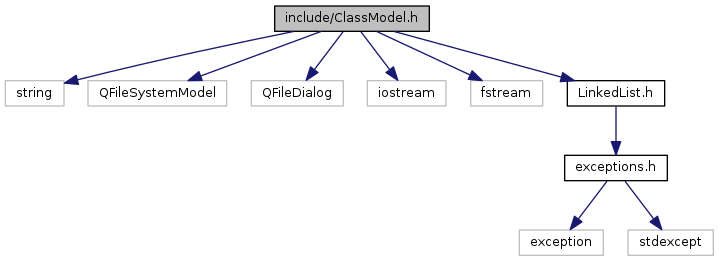 include/ClassModel.h
string
QFileSystemModel
QFileDialog
iostream
fstream
LinkedList.h
exceptions.h
exception
stdexcept